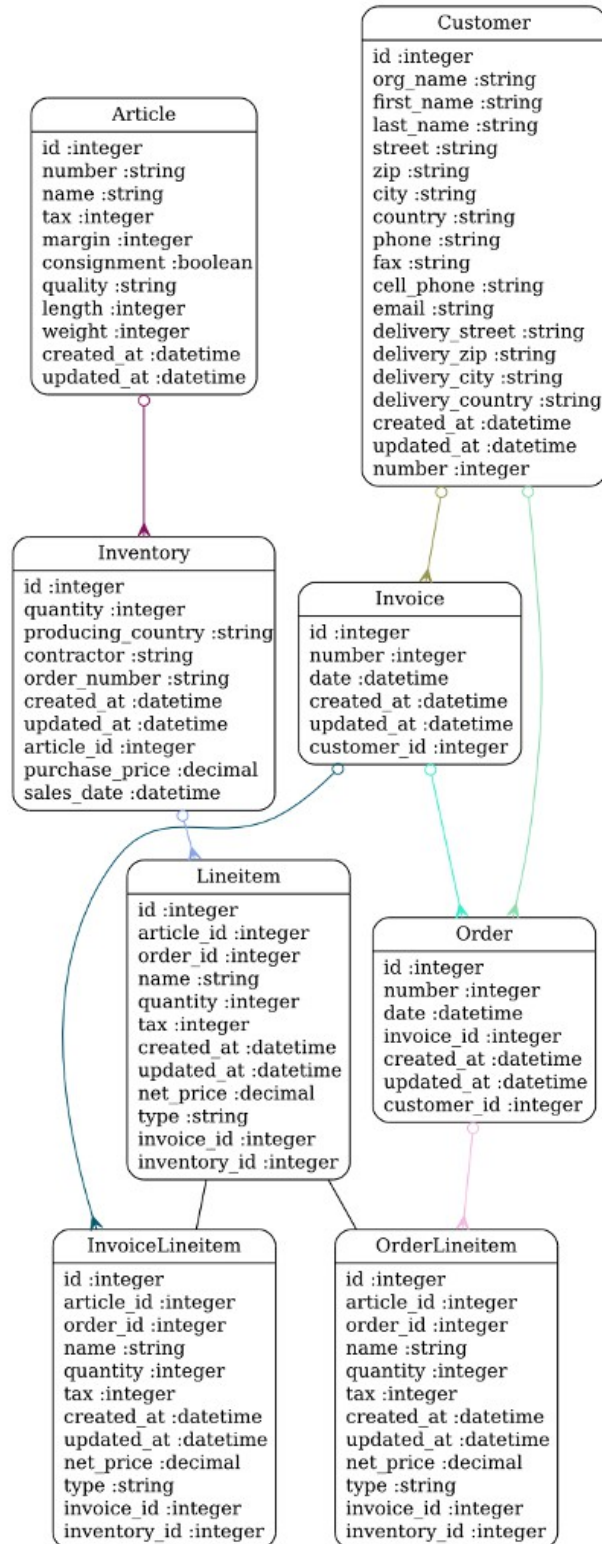 Customer
id :integer
org_name :string
first_name :string
last_name :string
street :string
zip :string
city :string
country :string
phone :string
fax :string
cell_phone :string
email :string
delivery_street :string
delivery_zip :string
delivery_city :string
delivery_country :string
created_at :datetime
updated_at :datetime
number :integer
Article
id :integer
number :string
name :string
tax :integer
margin :integer
consignment :boolean
quality :string
length :integer
weight :integer
created_at :datetime
updated_at :datetime
Inventory
id :integer
quantity :integer
producing_country :string
contractor :string
order_number :string
created_at :datetime
updated_at :datetime
article_id :integer
purchase_price :decimal
sales_date :datetime
Invoice
id :integer
number :integer
date :datetime
created_at :datetime
updated_at :datetime
customer_id :integer
Lineitem
id :integer
article_id :integer
order_id :integer
name :string
quantity :integer
tax :integer
created_at :datetime
updated_at :datetime
net_price :decimal
type :string
invoice_id :integer
inventory_id :integer
Order
id :integer
number :integer
date :datetime
invoice_id :integer
created_at :datetime
updated_at :datetime
customer_id :integer
InvoiceLineitem
id :integer
article_id :integer
order_id :integer
name :string
quantity :integer
tax :integer
created_at :datetime
updated_at :datetime
net_price :decimal
type :string
invoice_id :integer
inventory_id :integer
OrderLineitem
id :integer
article_id :integer
order_id :integer
name :string
quantity :integer
tax :integer
created_at :datetime
updated_at :datetime
net_price :decimal
type :string
invoice_id :integer
inventory_id :integer